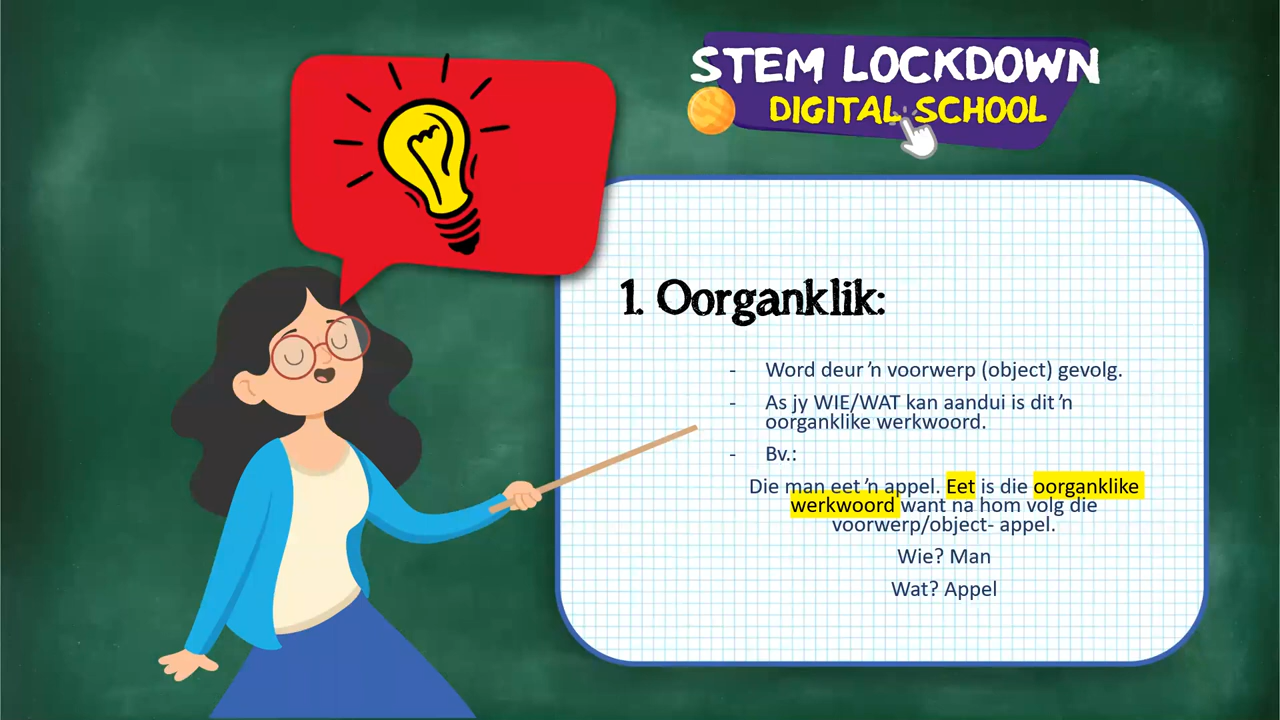 STEM LOCKDOWN
DIGITAL SCHOOL
1. Oorganklik:
- Word deur 'n voorwerp (object) gevolg.
- As jy WIE/WAT kan aandui is dit 'n
oorganklike werkwoord.
- Bv.:
Die man eet 'n appel. Eet is die oorganklike
werkwoord want na hom volg die
voorwerp/object- appel.
Wie? Man
Wat? Appel